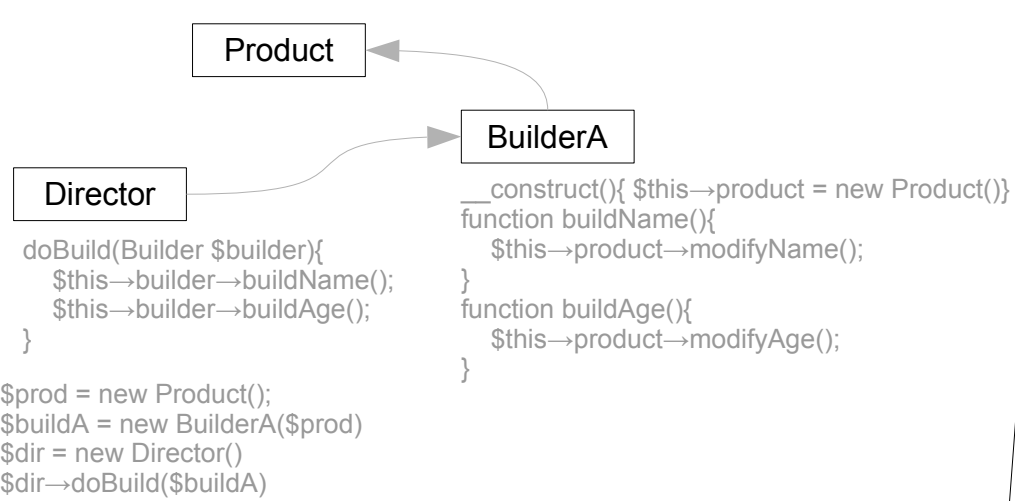 Product
BuilderA
Director
__construct(){ $this→product = new Product()}
function buildName(){
$this→product→modifyName();
}
function buildAge(){
$this→product→modifyAge();
}
doBuild(Builder $builder){
$this→builder→buildName();
$this→builder→buildAge();
}
$prod = new Product();
$buildA = new BuilderA($prod)
$dir = new Director()
$dir→doBuild($buildA)